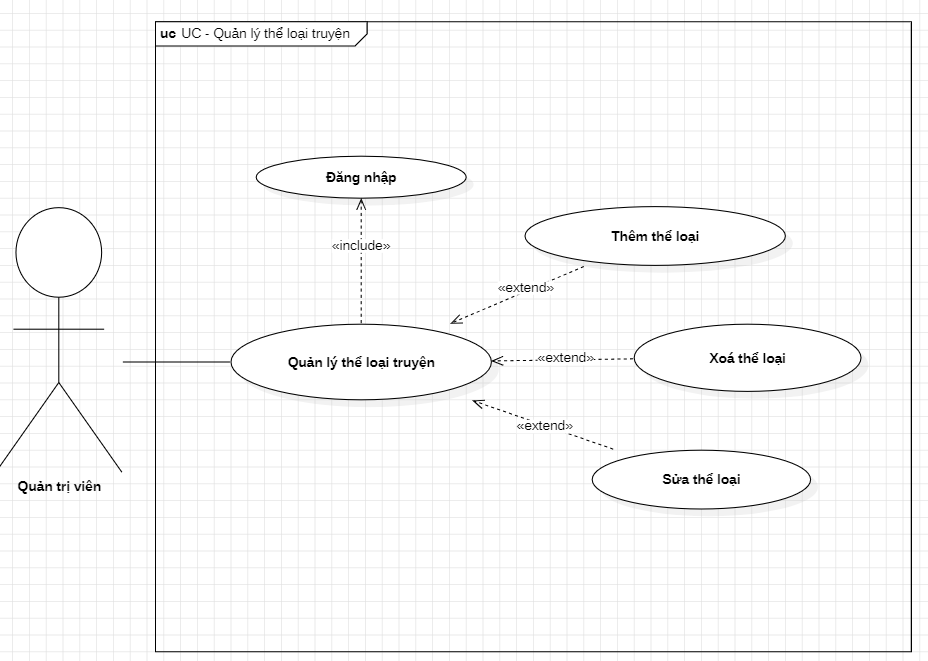 uc UC - Quản lý thể loại truyện
Đăng nhập
«include»
Thêm thể loại
«extend»
Quản lý thể loại truyện
«extend»
Xoá thể loại
«extend»
Sửa thể loại
Quản trị viên